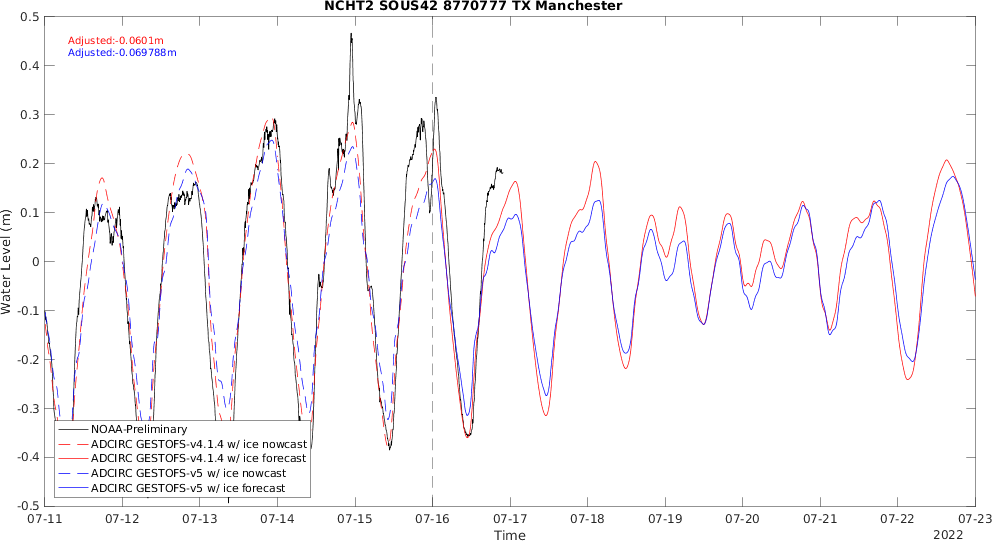 NCHT2 SOUS42 8770777 TX Manchester
Adjusted:-0.0601m
Adjusted:-0.069788m
0.5
0.4
0.3
0.2
0.1
0
-0.1
-0.2
-0.3
-0.4
-0.5
Water Level (m)
NOAA-Preliminary
ADCIRC GESTOFS-v4.1.4 w/ ice nowcast
ADCIRC GESTOFS-v4.1.4 w/ ice forecast
ADCIRC GESTOFS-v5 w/ ice nowcast
ADCIRC GESTOFS-v5 w/ ice forecast
07-11 07-12 07-13 07-14 07-15 07-16 07-17 07-18 07-19 07-20 07-21 07-22 07-23
Time
2022